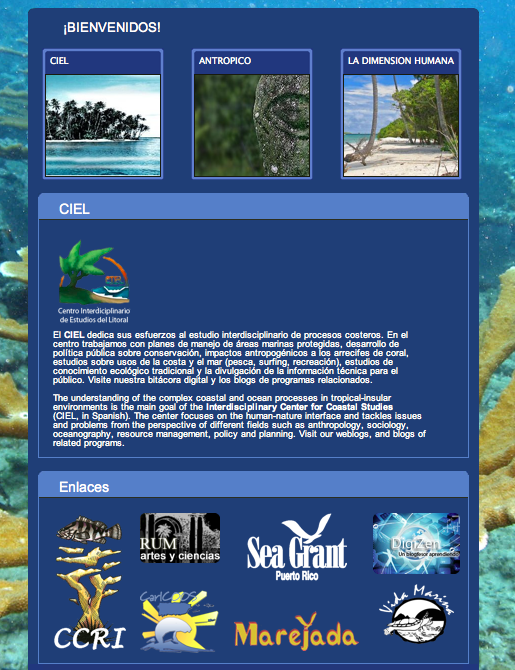 ¡BIENVENIDOS!
CIEL
ANTROPICO
LA DIMENSION HUMANA
CIEL
Centro Interdiciplinario
de Estudios del Litoral
El CIEL dedica sus esfuerzos al estudio interdisciplinario de procesos costeros. En el
centro trabajamos con planes de manejo de áreas marinas protegidas, desarrollo de
política pública sobre conservación, impactos antropogénicos a los arrecifes de coral,
estudios sobre usos de la costa y el mar (pesca, surfing, recreación), estudios de
conocimiento ecológico tradicional y la divulgación de la información técnica para el
público. Visite nuestra bitácora digital y los blogs de programas relacionados.
The understanding of the complex coastal and ocean processes in tropical-insular
environments is the main goal of the Interdisciplinary Center for Coastal Studies
(CIEL, in Spanish). The center focuses on the human-nature interface and tackles issues
and problems from the perspective of different fields such as anthropology, sociology,
oceanography, resource management, policy and planning. Visit our weblogs, and blogs of
related programs.
Enlaces
RUM
artes y ciencias
Sea Grant
Puerto Rico
DigiZen
Un blogfesor aprendiendo
CCRI
CariCOOS
Marejada
Vida Marina